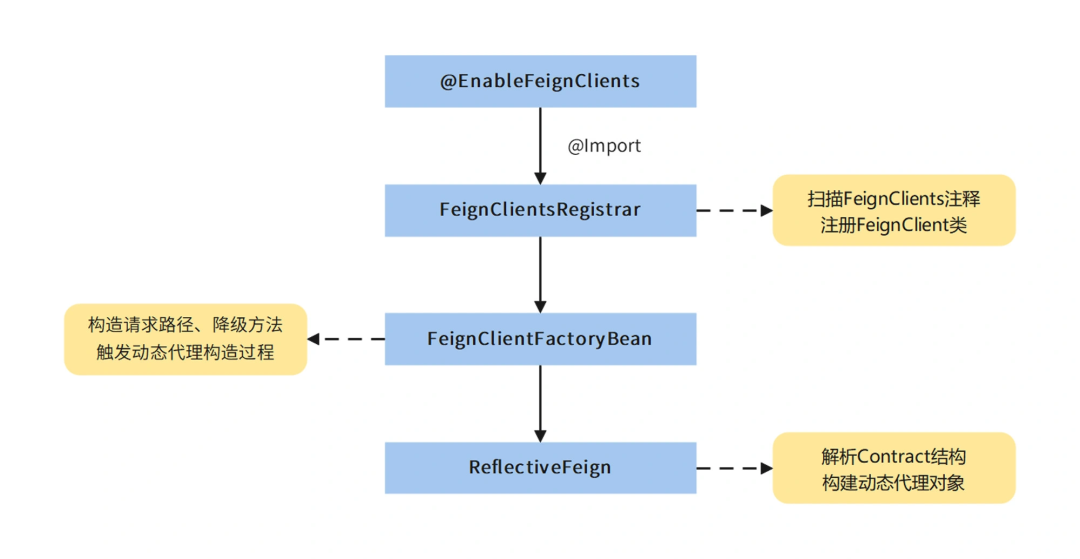 @EnableFeignClients
@Import
FeignClientsRegistrar
扫描FeignClients注释
注册FeignClient类
构造请求路径、降级方法
触发动态代理构造过程
FeignClientFactoryBean
ReflectiveFeign
解析Contract结构
构建动态代理对象